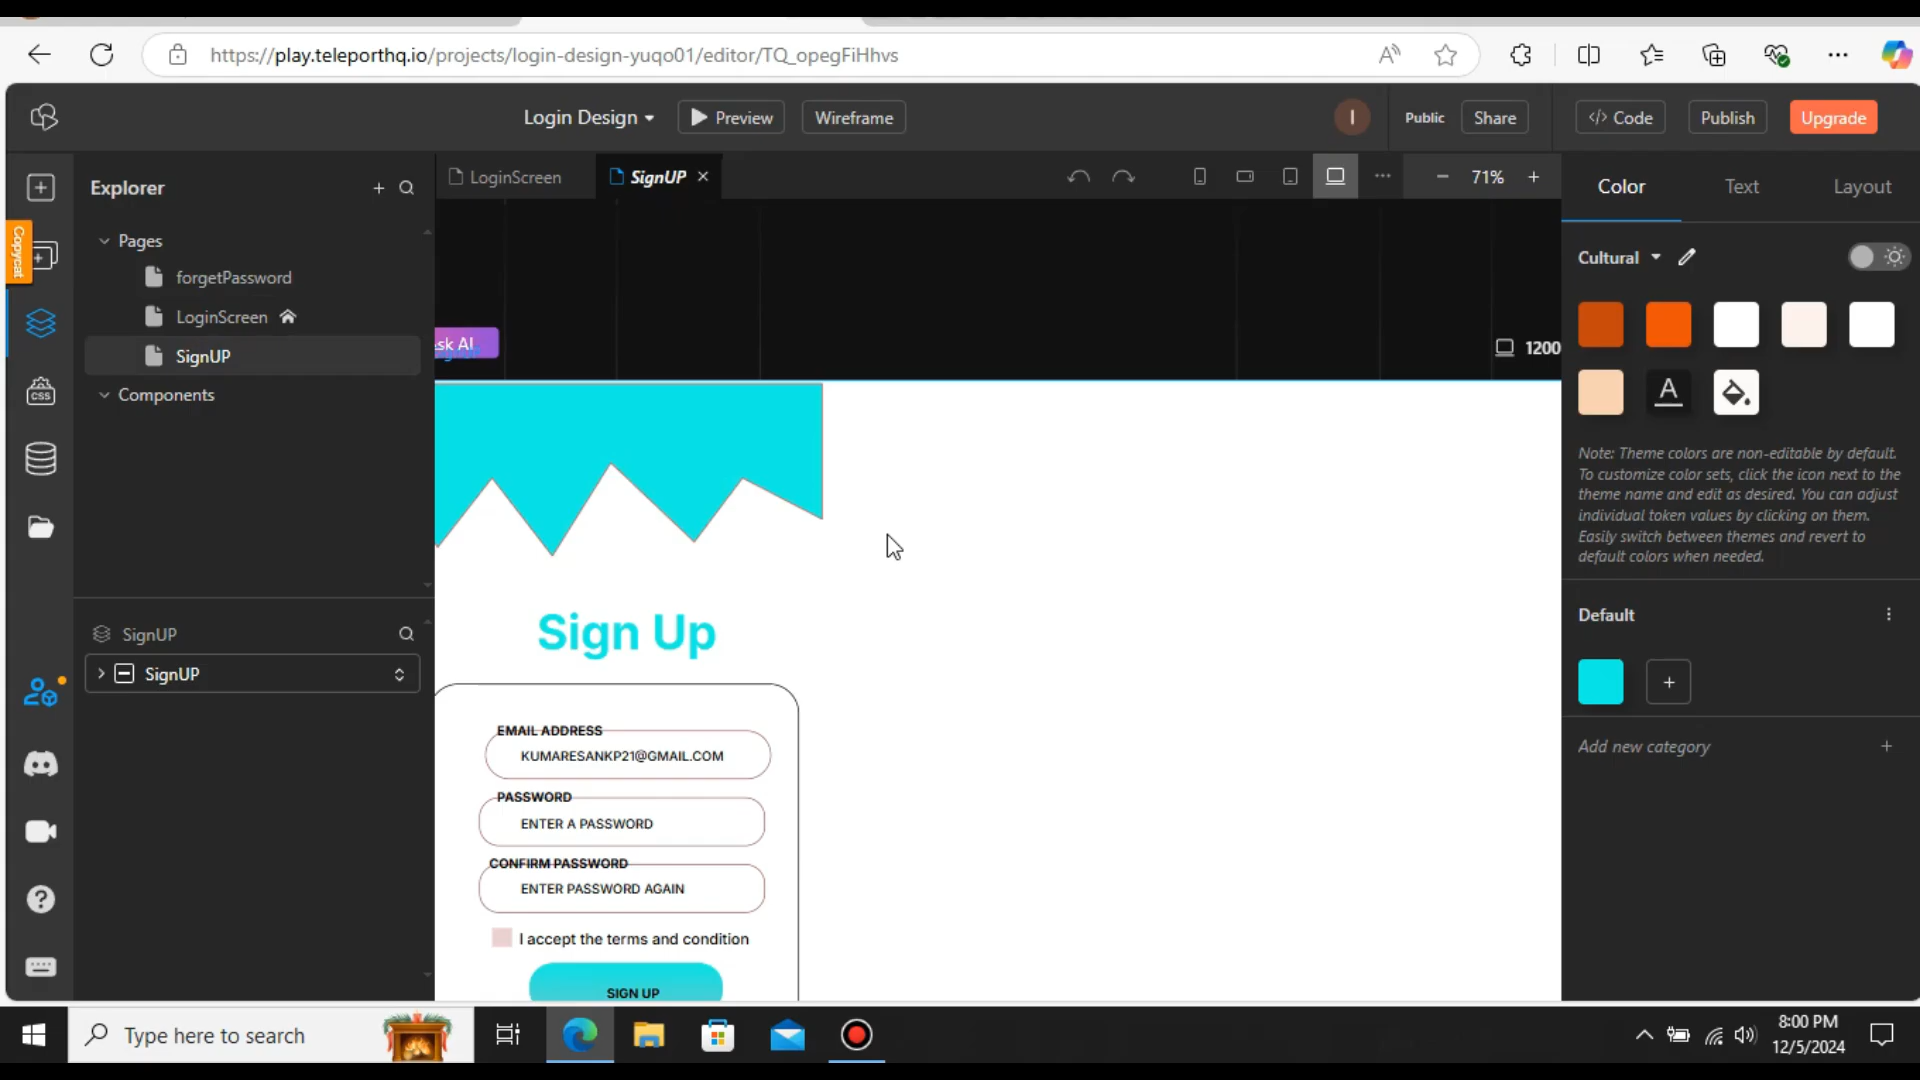 https://play.teleporthq.io/projects/login-design-yuqo01/editor/TQ_opegFiHhvs
Login Design
Preview
Wireframe
I
Public
Share
</> Code
Publish
Upgrade
Explorer
LoginScreen
SignUP
71%
Color
Text
Layout
Copycat
Pages
forgetPassword
LoginScreen
SignUP
Components
sk AI
1200
Cultural
A
Note: Theme colors are non-editable by default.
To customize color sets, click the icon next to the
theme name and edit as desired. You can adjust
individual token values by clicking on them.
Easily switch between themes and revert to
default colors when needed.
CSS
SignUP
SignUP
Default
Add new category
Sign Up
EMAIL ADDRESS
KUMARESANKP21@GMAIL.COM
PASSWORD
ENTER A PASSWORD
CONFIRM PASSWORD
ENTER PASSWORD AGAIN
I accept the terms and condition
SIGN UP
Type here to search
8:00 PM
12/5/2024